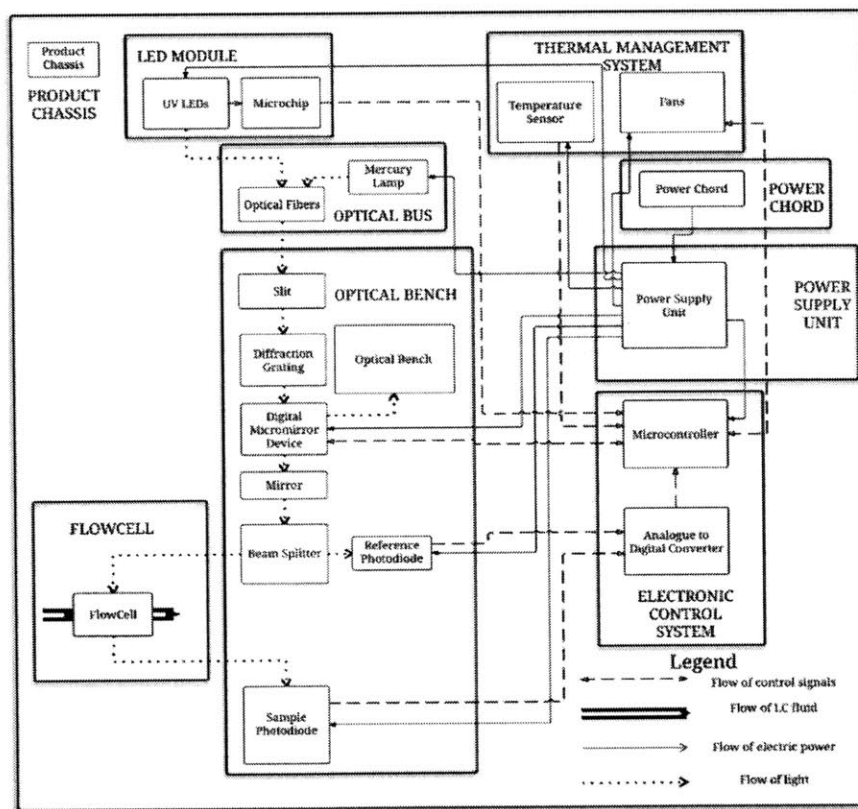 Product
Chassis
PRODUCT
CHASSIS
LED MODULE
UV LEDs
Microchip
THERMAL MANAGEMENT
SYSTEM
Temperature
Sensor
Fans
Mercury
Lamp
Optical Fibers
OPTICAL BUS
Power Chord
POWER
CHORD
Slit
OPTICAL BENCH
Power Supply
Unit
POWER
SUPPLY
UNIT
Diffraction
Grating
Optical Bench
Digital
Micromirror
Device
Microcontroller
Mirror
FLOWCELL
Beam Splitter
Reference
Photodiode
Analogue to
Digital Converter
FlowCell
ELECTRONIC
CONTROL
SYSTEM
Sample
Photodiode
Legend
Flow of control signals
Flow of LC fluid
Flow of electric power
Flow of light